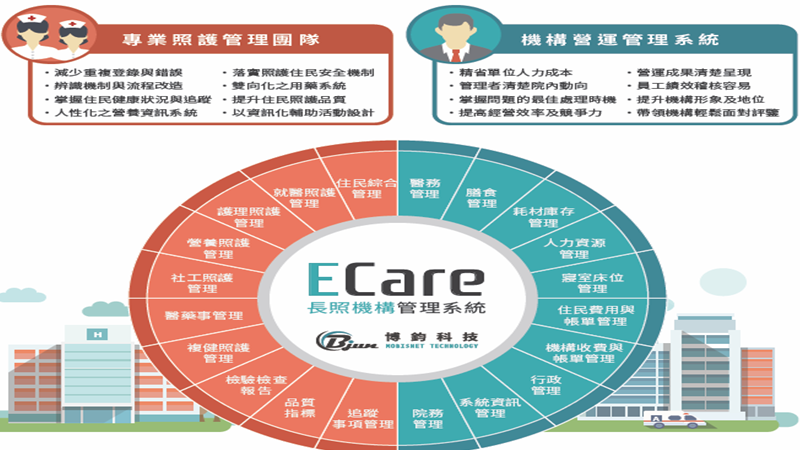 專業照護管理團隊
・減少重複登錄與錯誤
・辨識機制與流程改造
・掌握住民健康狀況與追蹤
・人性化之營養資訊系統
・落實照護住民安全機制
・雙向化之用藥系統
・提升住民照護品質
・以資訊化輔助活動設計
機構營運管理系統
・精省單位人力成本
・管理者清楚院內動向
・掌握問題的最佳處理時機
・提高經營效率及競爭力
・營運成果清楚呈現
・員工績效稽核容易
・提升機構形象及地位
・帶領機構輕鬆面對評鑒
住民綜合
管理
就醫照護
管理
護理照護
管理
營養照護
管理
社工照護
管理
醫藥事管理
複健照護
管理
檢驗檢查
報告
品質
指標
追蹤
事項管理
醫務
管理
膳食
管理
耗材庫存
管理
人力資源
管理
寢室床位
管理
住民費用與
帳單管理
機構收費與
帳單管理
行政
管理
系統資訊
管理
院務
管理
ECare
長照機構管理系統
Bjun 博鈞科技
MOBISNET TECHNOLOGY
H
A